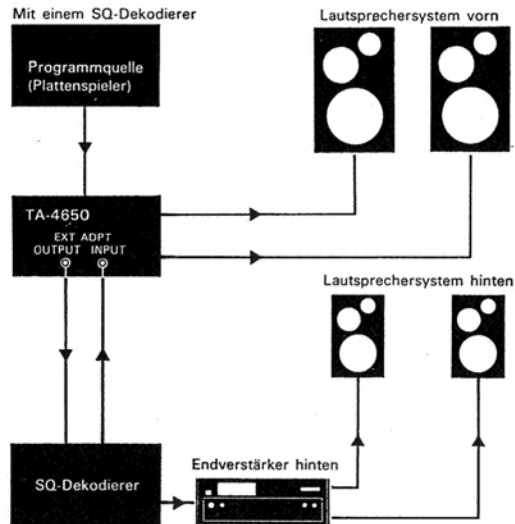 Mit einem SQ-Dekodierer
Programmquelle
(Plattenspieler)
Lautsprechersystem vorn
TA-4650
EXT ADPT
OUTPUT INPUT
Lautsprechersystem hinten
SQ-Dekodierer
Endverstärker hinten